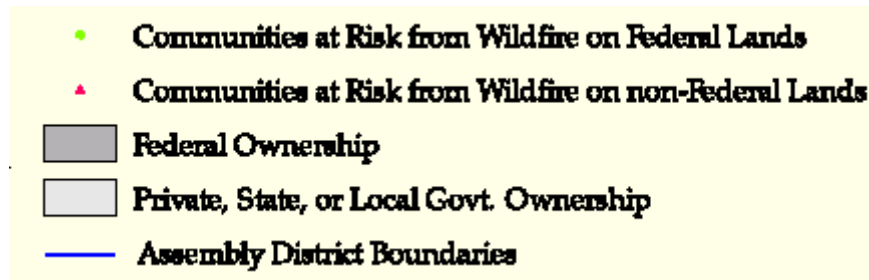 Communities at Risk from Wildfire on Federal Lands
Communities at Risk from Wildfire on non-Federal Lands
Federal Ownership
Private, State, or Local Govt. Ownership
Assembly District Boundaries